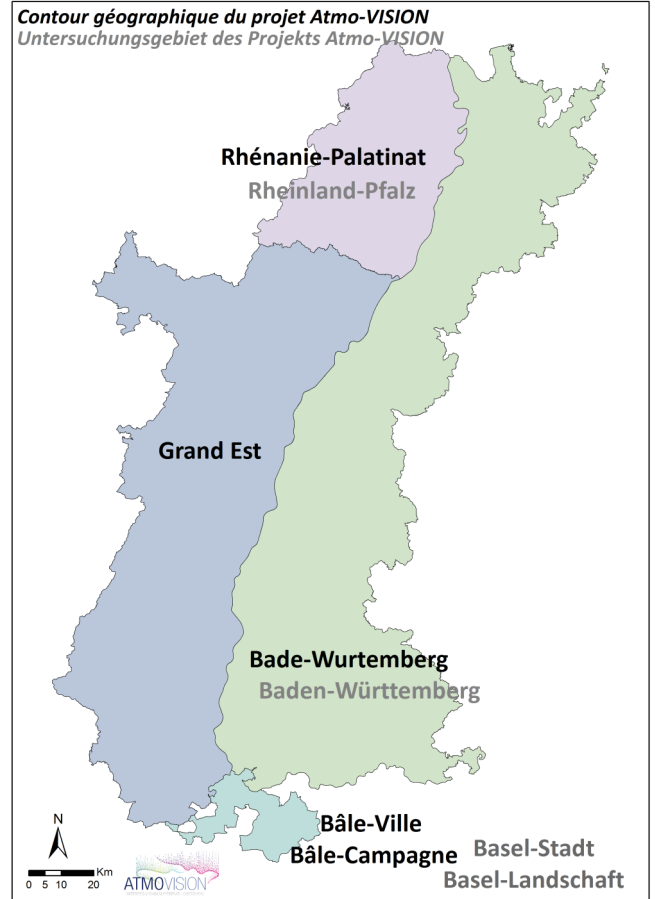 Contour géographique du projet Atmo-VISION
Untersuchungsgebiet des Projekts Atmo-VISION
Rhénanie-Palatinat
Rheinland-Pfalz
Grand Est
Bade-Wurtemberg
Baden-Württemberg
Bâle-Ville
Bâle-Campagne
Basel-Stadt
Basel-Landschaft
N
Km
0 5 10 20
ATMOVISION